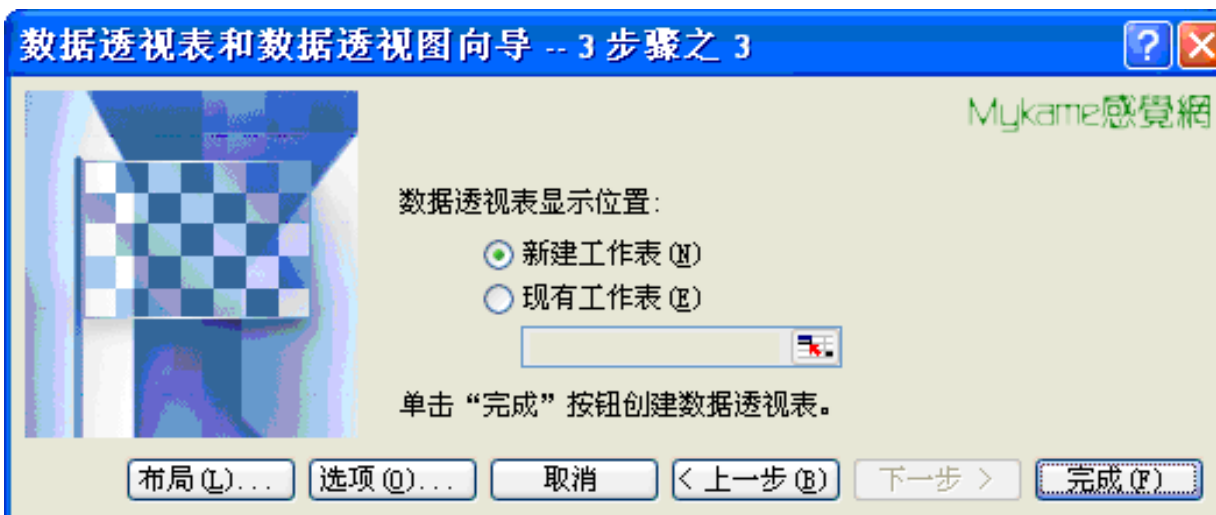 数据透视表和数据透视图向导 -- 3 步骤之 3
Mykame感覺網
数据透视表显示位置:
新建工作表(N)
现有工作表(E)
单击“完成”按钮创建数据透视表。
布局(L)... 选项(O)... 取消 < 上一步(B) 下一步 > 完成(F)